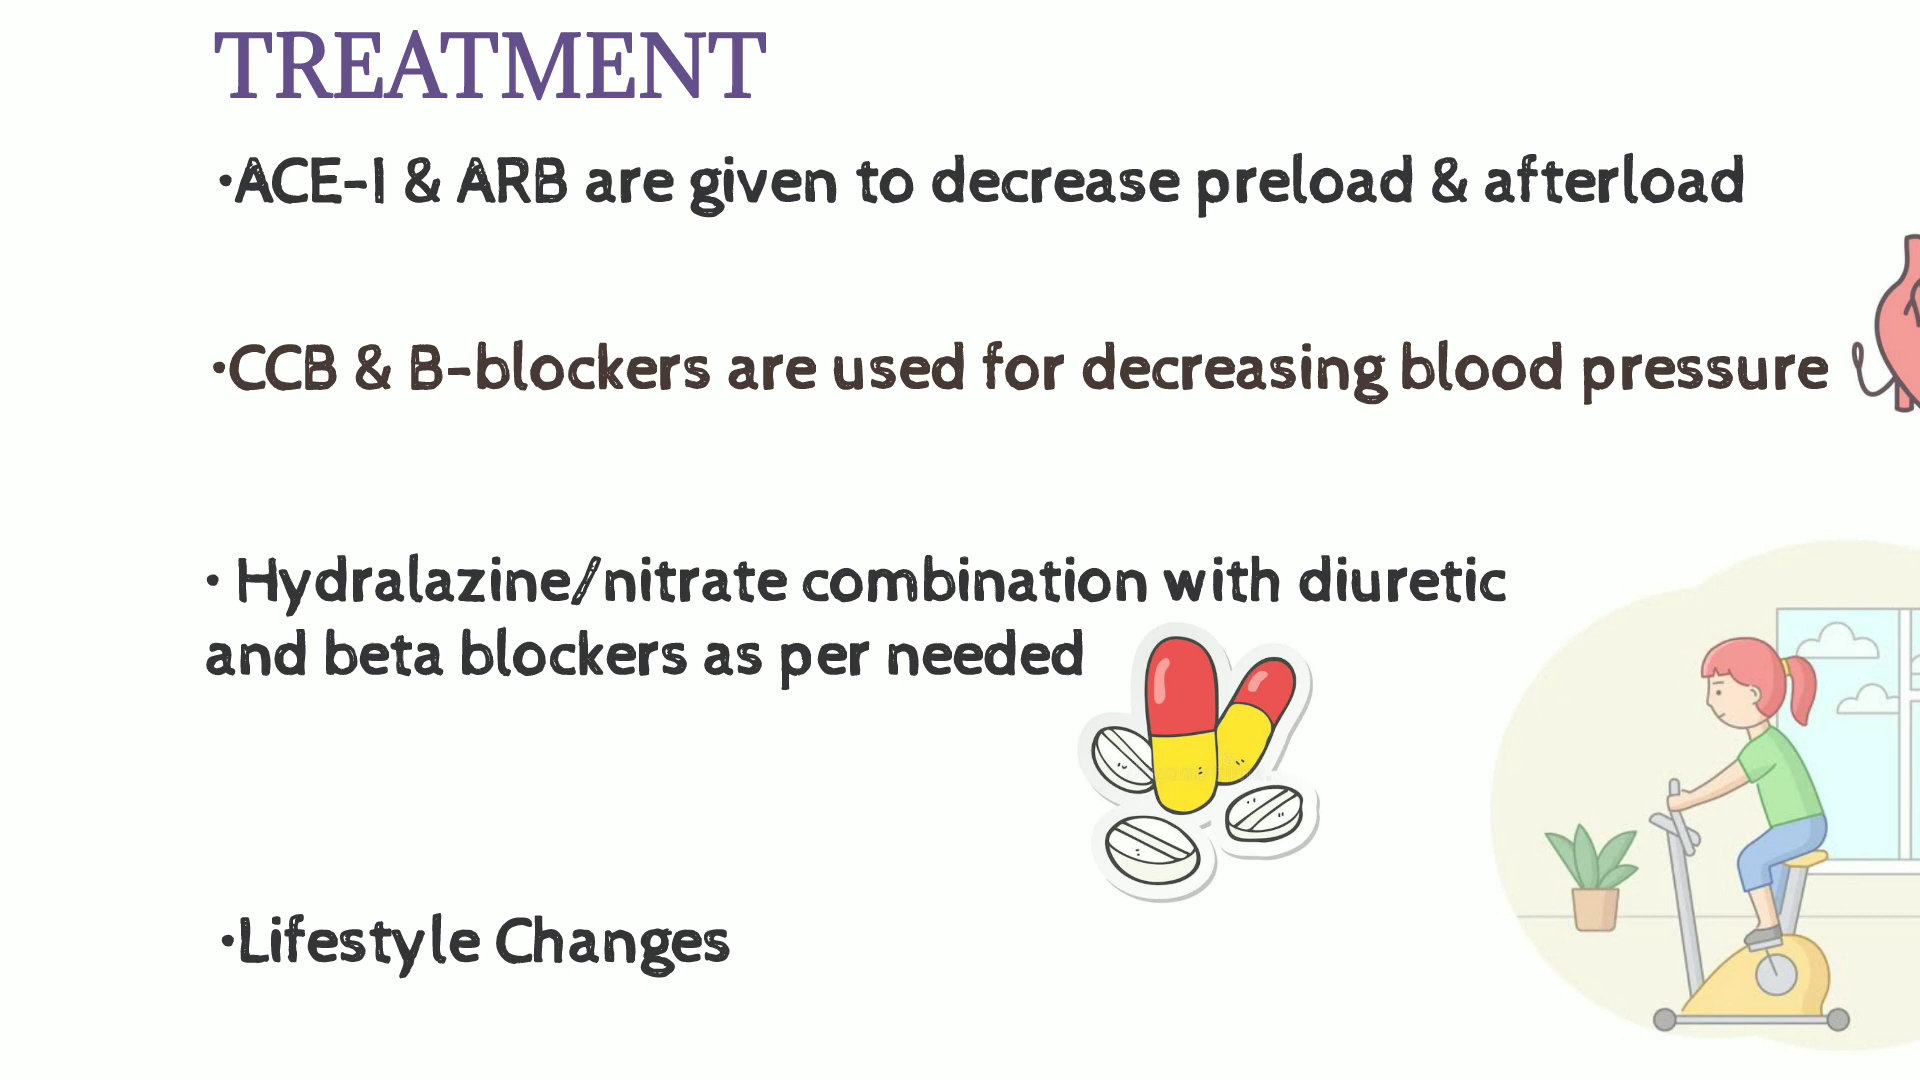 TREATMENT
•ACE-I & ARB are given to decrease preload & afterload
•CCB & B-blockers are used for decreasing blood pressure
• Hydralazine/nitrate combination with diuretic
and beta blockers as per needed
•Lifestyle Changes